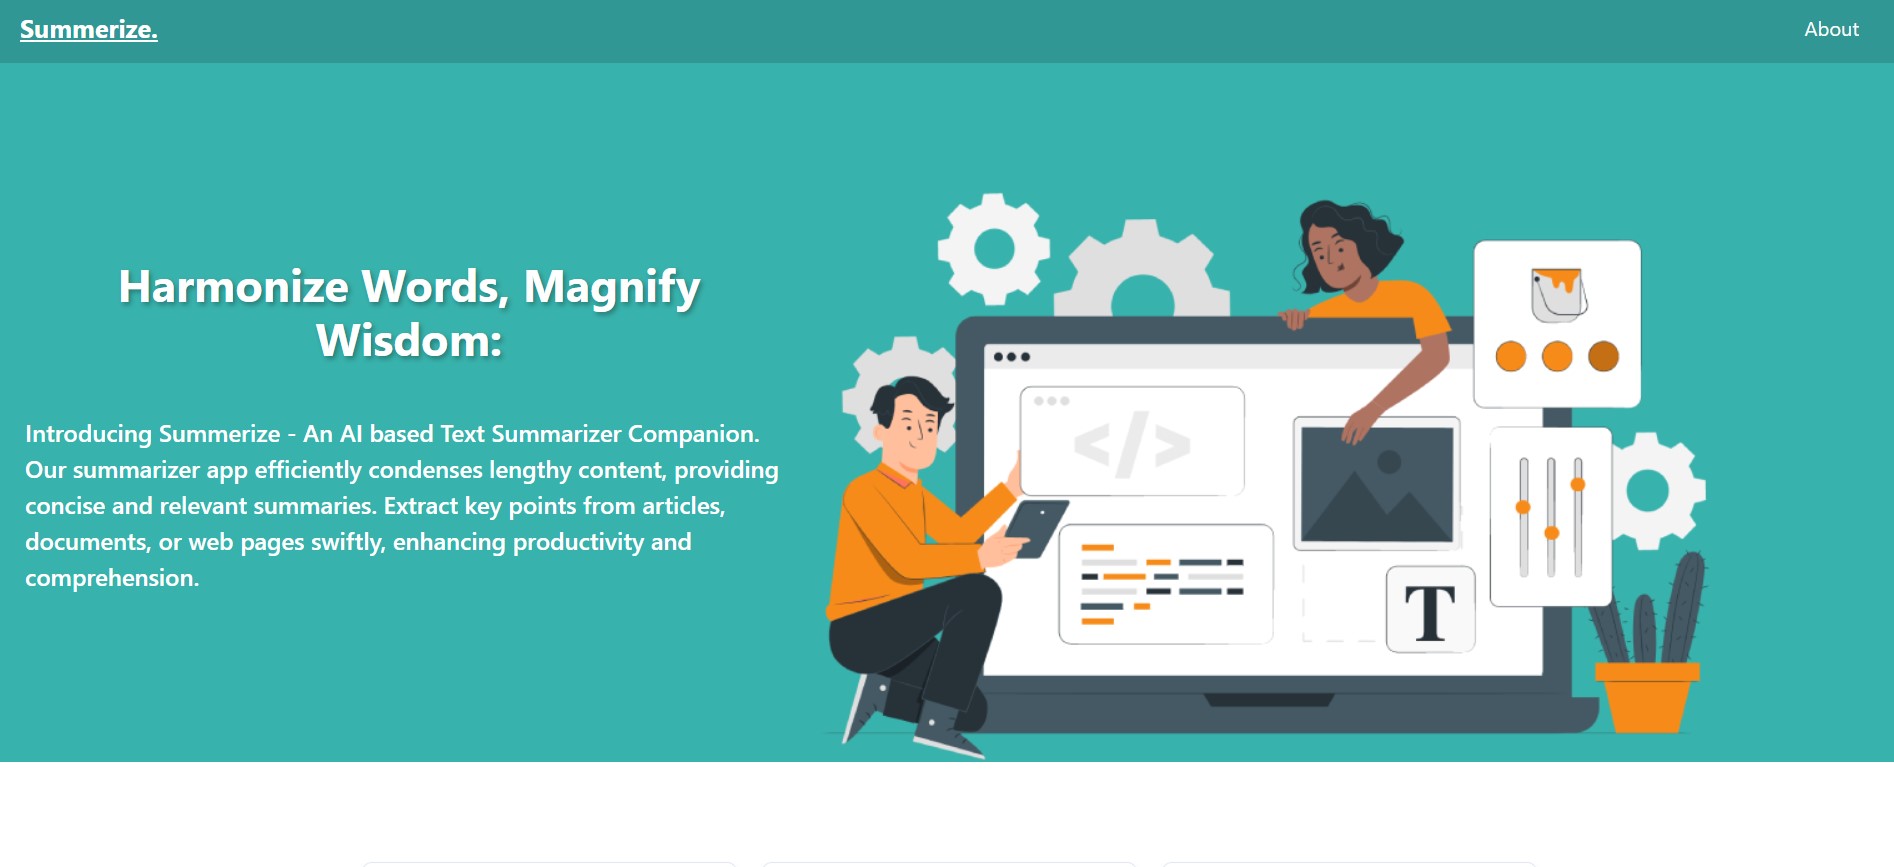 Summerize.
About
Harmonize Words, Magnify
Wisdom:
Introducing Summerize - An AI based Text Summarizer Companion.
Our summarizer app efficiently condenses lengthy content, providing
concise and relevant summaries. Extract key points from articles,
documents, or web pages swiftly, enhancing productivity and
comprehension.
</>
T